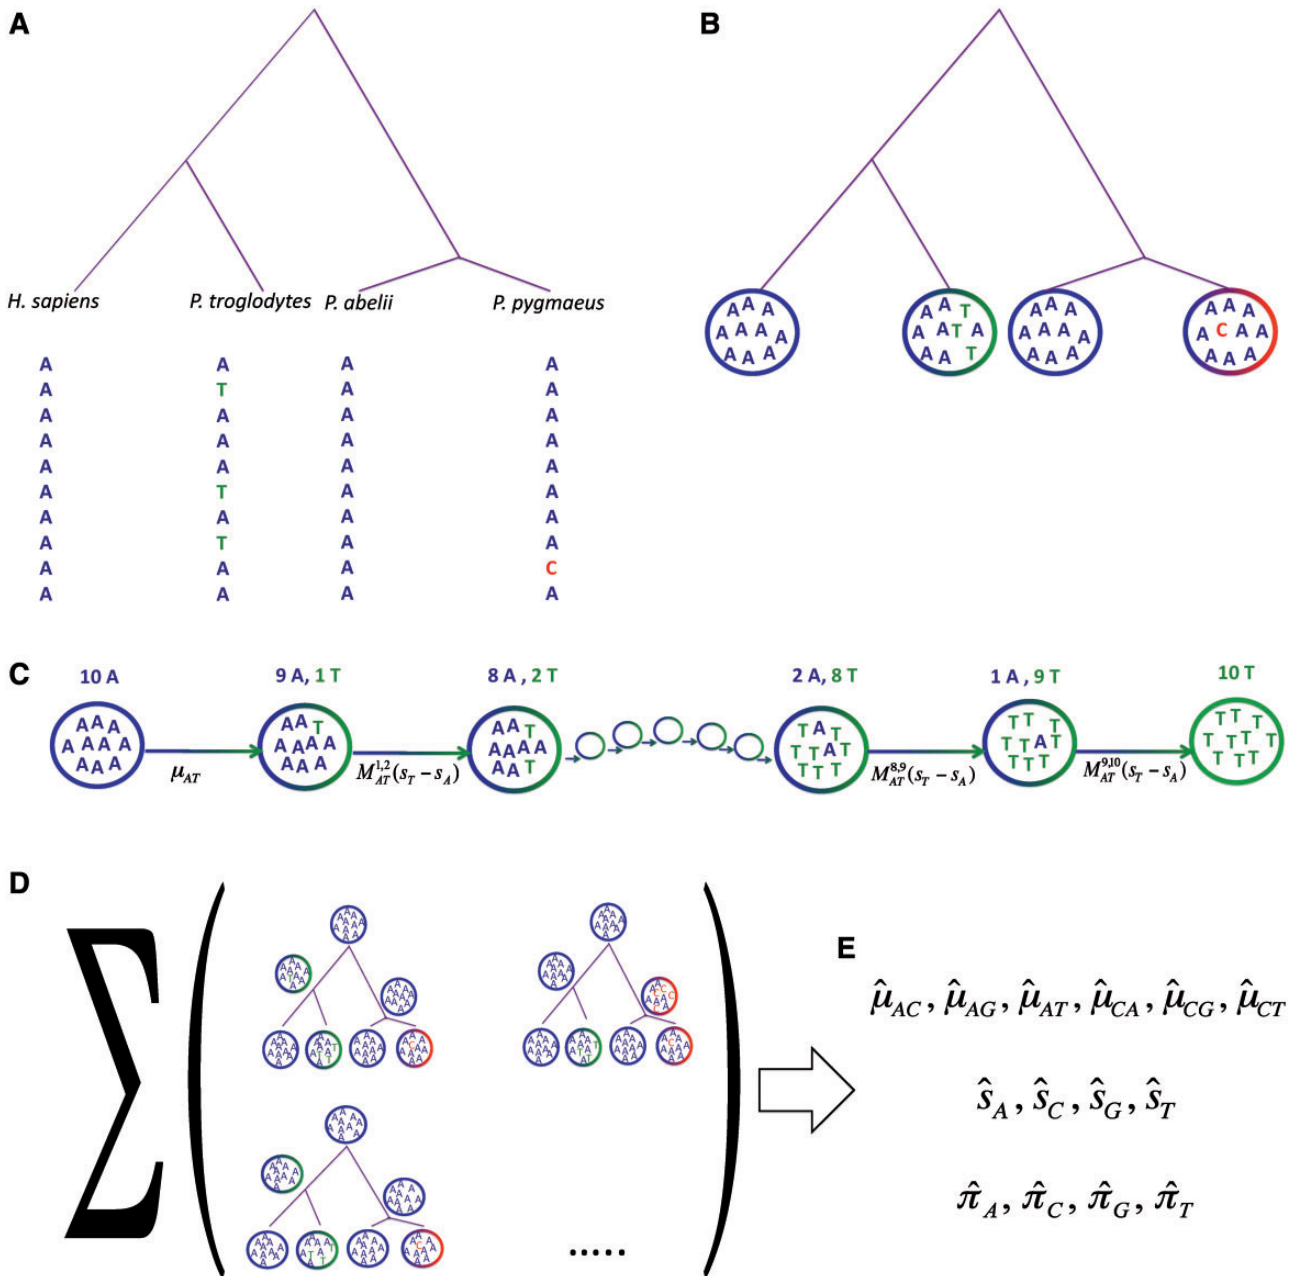 A
B
H. sapiens P. troglodytes P. abelii P. pygmaeus
A A A A
A T A A
A A A A
A A A A
A A A A
A T A A
A A A A
A T A A
A A A C
A A A A
A A A
A A A A
A A A
A A T
A A T A
A A T
A A A
A A A A
A A A
A A A
C A A A
A A A
C
10 A 9 A, 1 T 8 A , 2 T 2 A, 8 T 1 A , 9 T 10 T
A A A
A A A A
A A A
A A T
A A A A
A A A
A A T
A A A A
A A T
T A T
T T A T
T T T
T T T
T T A T
T T T
T T T
T T T T
T T T
μ_AT M_AT^1,2(s_T − s_A) M_AT^8,9(s_T − s_A) M_AT^9,10(s_T − s_A)
D
∑ ( ) 
.....
E
μ̂_AC, μ̂_AG, μ̂_AT, μ̂_CA, μ̂_CG, μ̂_CT
ŝ_A, ŝ_C, ŝ_G, ŝ_T
π̂_A, π̂_C, π̂_G, π̂_T